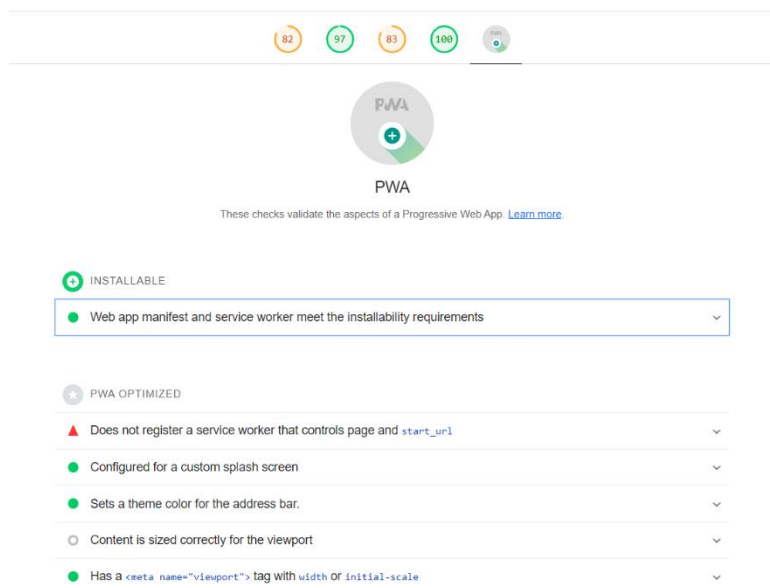 82 97 83 100 PWA
PWA
PWA
These checks validate the aspects of a Progressive Web App. Learn more.
INSTALLABLE
Web app manifest and service worker meet the installability requirements
PWA OPTIMIZED
Does not register a service worker that controls page and start_url
Configured for a custom splash screen
Sets a theme color for the address bar.
Content is sized correctly for the viewport
Has a <meta name="viewport"> tag with width or initial-scale